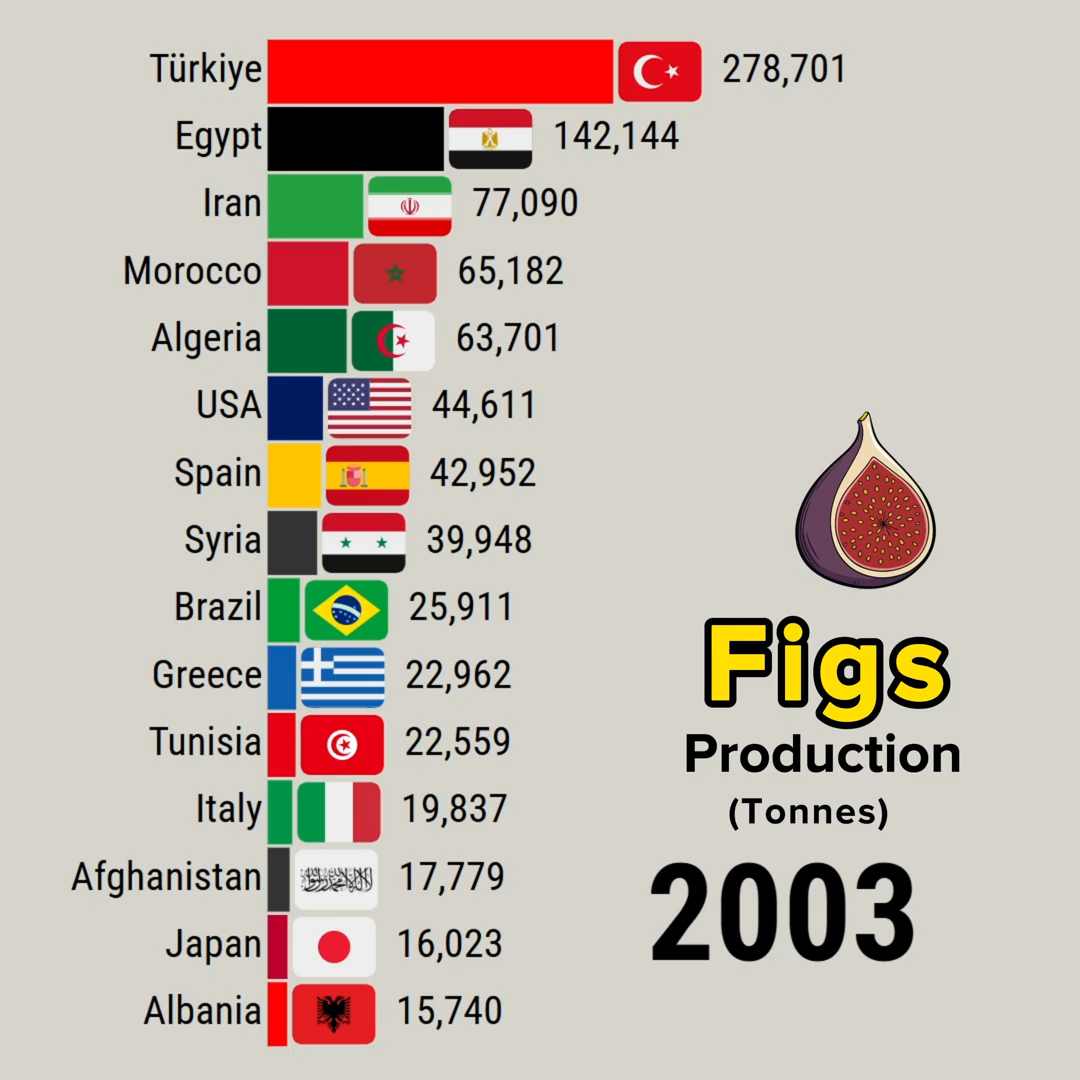 Türkiye 278,701
Egypt 142,144
Iran 77,090
Morocco 65,182
Algeria 63,701
USA 44,611
Spain 42,952
Syria 39,948
Brazil 25,911
Greece 22,962
Tunisia 22,559
Italy 19,837
Afghanistan 17,779
Japan 16,023
Albania 15,740
Figs
Production
(Tonnes)
2003